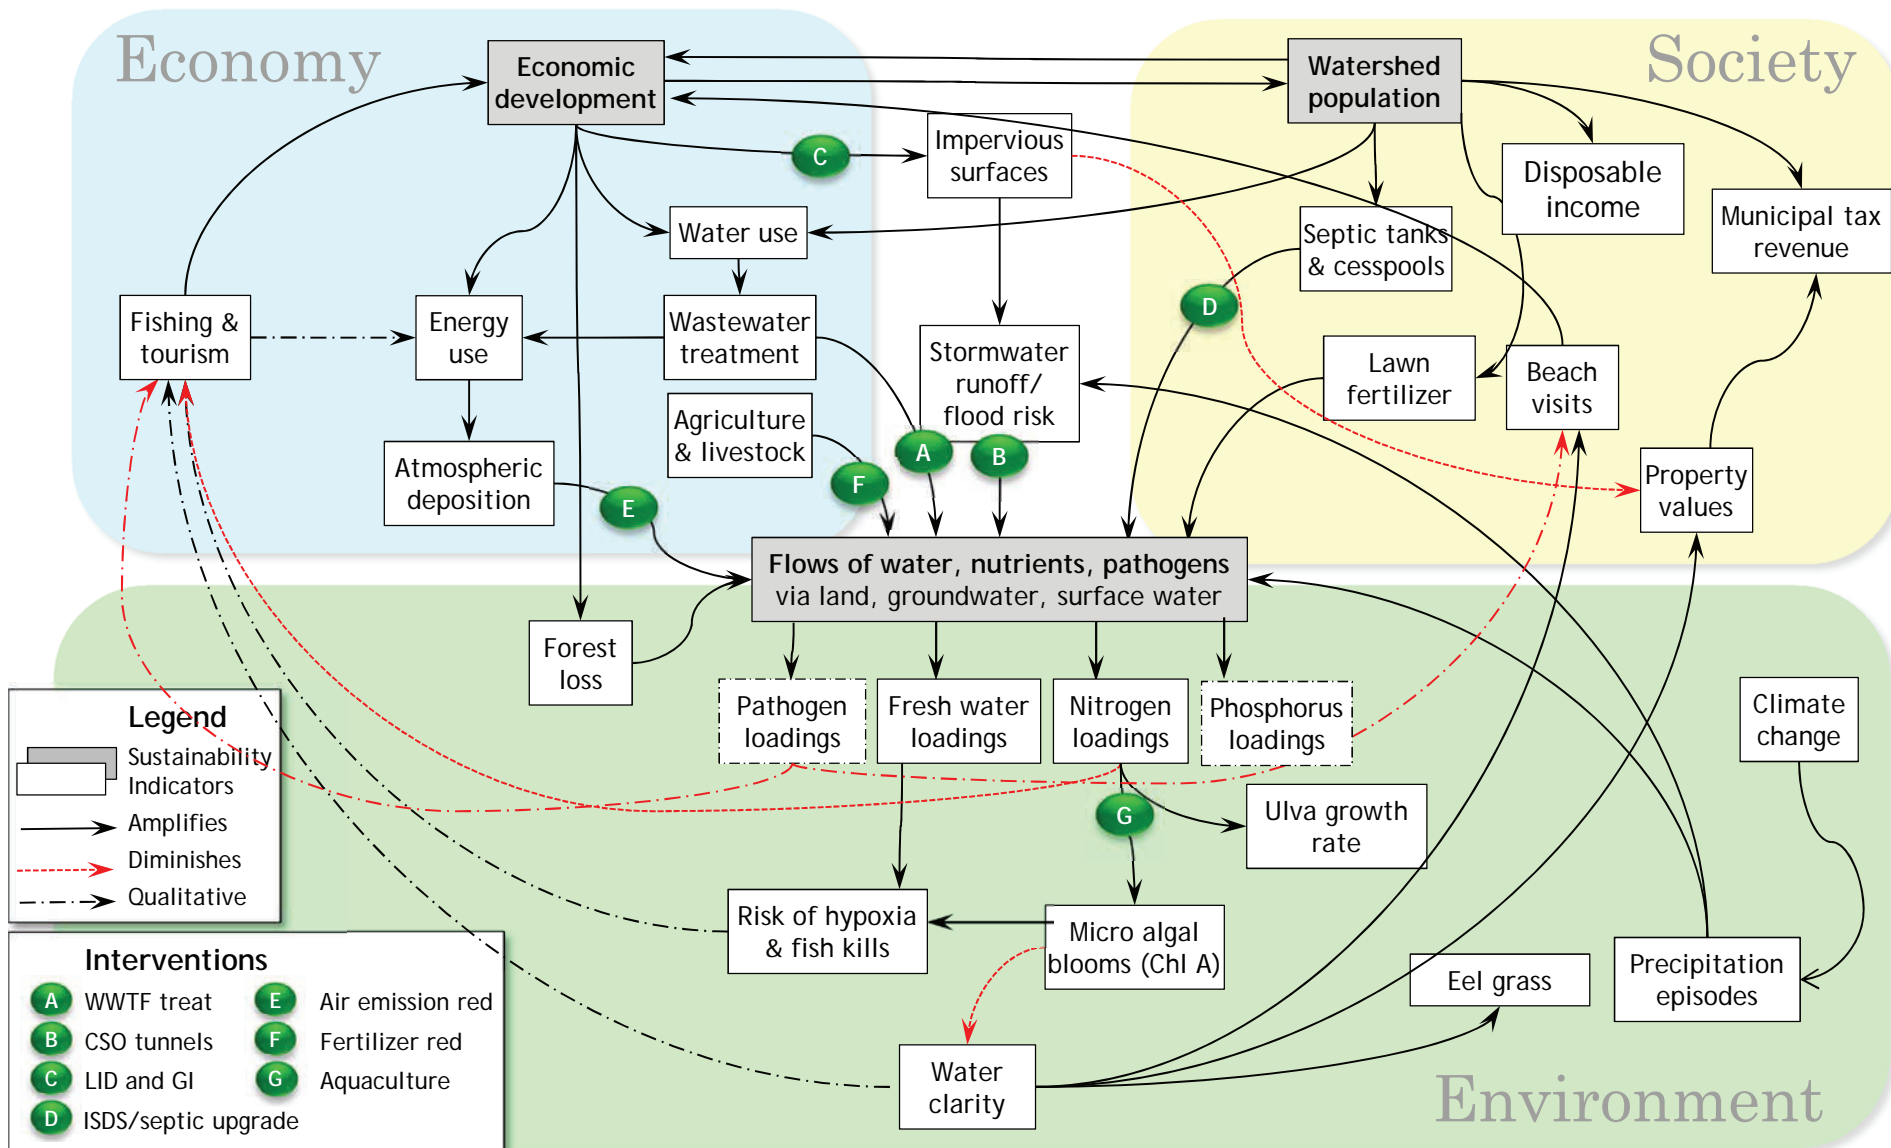 Economy
Society
Economic
development
Watershed
population
Impervious
surfaces
C
Disposable
income
Municipal tax
revenue
Water use
Septic tanks
& cesspools
D
Fishing &
tourism
Energy
use
Wastewater
treatment
Stormwater
runoff/
flood risk
Lawn
fertilizer
Beach
visits
Agriculture
& livestock
A
B
F
Atmospheric
deposition
E
Property
values
Flows of water, nutrients, pathogens
via land, groundwater, surface water
Forest
loss
Pathogen
loadings
Fresh water
loadings
Nitrogen
loadings
Phosphorus
loadings
Climate
change
G
Ulva growth
rate
Risk of hypoxia
& fish kills
Micro algal
blooms (Chl A)
Eel grass
Precipitation
episodes
Water
clarity
Environment
Legend
Sustainability
Indicators
Amplifies
Diminishes
Qualitative
Interventions
A WWTF treat
B CSO tunnels
C LID and GI
D ISDS/septic upgrade
E Air emission red
F Fertilizer red
G Aquaculture